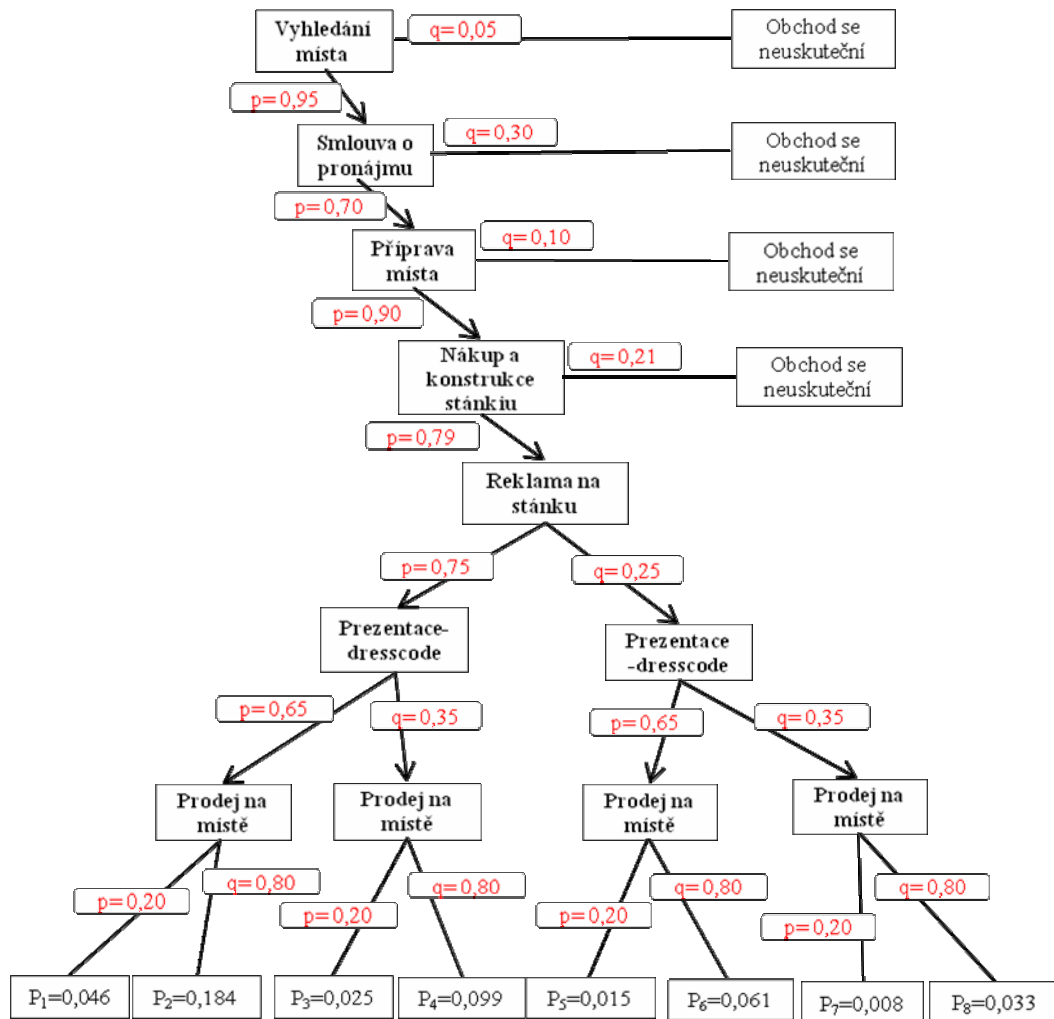 Vyhledání
místa
q=0,05
Obchod se
neuskuteční
p=0,95
Smlouva o
pronájmu
q=0,30
Obchod se
neuskuteční
p=0,70
Příprava
místa
q=0,10
Obchod se
neuskuteční
p=0,90
Nákup a
konstrukce
stánkiu
q=0,21
Obchod se
neuskuteční
p=0,79
Reklama na
stánku
p=0,75
q=0,25
Prezentace-
dresscode
Prezentace
-dresscode
p=0,65
q=0,35
p=0,65
q=0,35
Prodej na
místě
Prodej na
místě
Prodej na
místě
Prodej na
místě
p=0,20
q=0,80
p=0,20
q=0,80
p=0,20
q=0,80
p=0,20
q=0,80
P₁=0,046
P₂=0,184
P₃=0,025
P₄=0,099
P₅=0,015
P₆=0,061
P₇=0,008
P₈=0,033